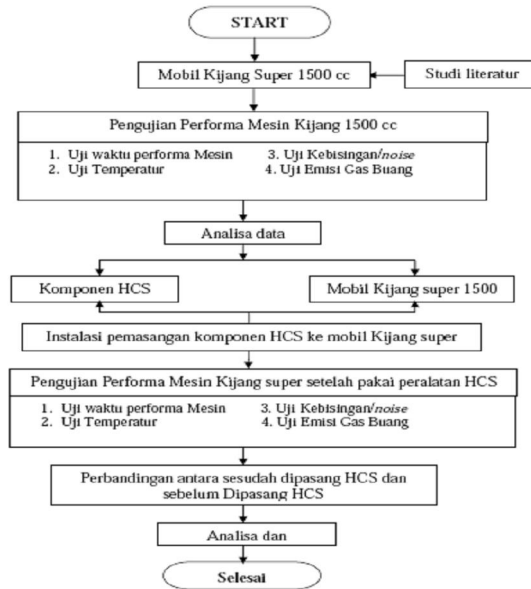 START
Mobil Kijang Super 1500 cc
Studi literatur
Pengujian Performa Mesin Kijang 1500 cc
1. Uji waktu performa Mesin
3. Uji Kebisingan/noise
2. Uji Temperatur
4. Uji Emisi Gas Buang
Analisa data
Komponen HCS
Mobil Kijang super 1500
Instalasi pemasangan komponen HCS ke mobil Kijang super
Pengujian Performa Mesin Kijang super setelah pakai peralatan HCS
1. Uji waktu performa Mesin
3. Uji Kebisingan/noise
2. Uji Temperatur
4. Uji Emisi Gas Buang
Perbandingan antara sesudah dipasang HCS dan
sebelum Dipasang HCS
Analisa dan
Selesai